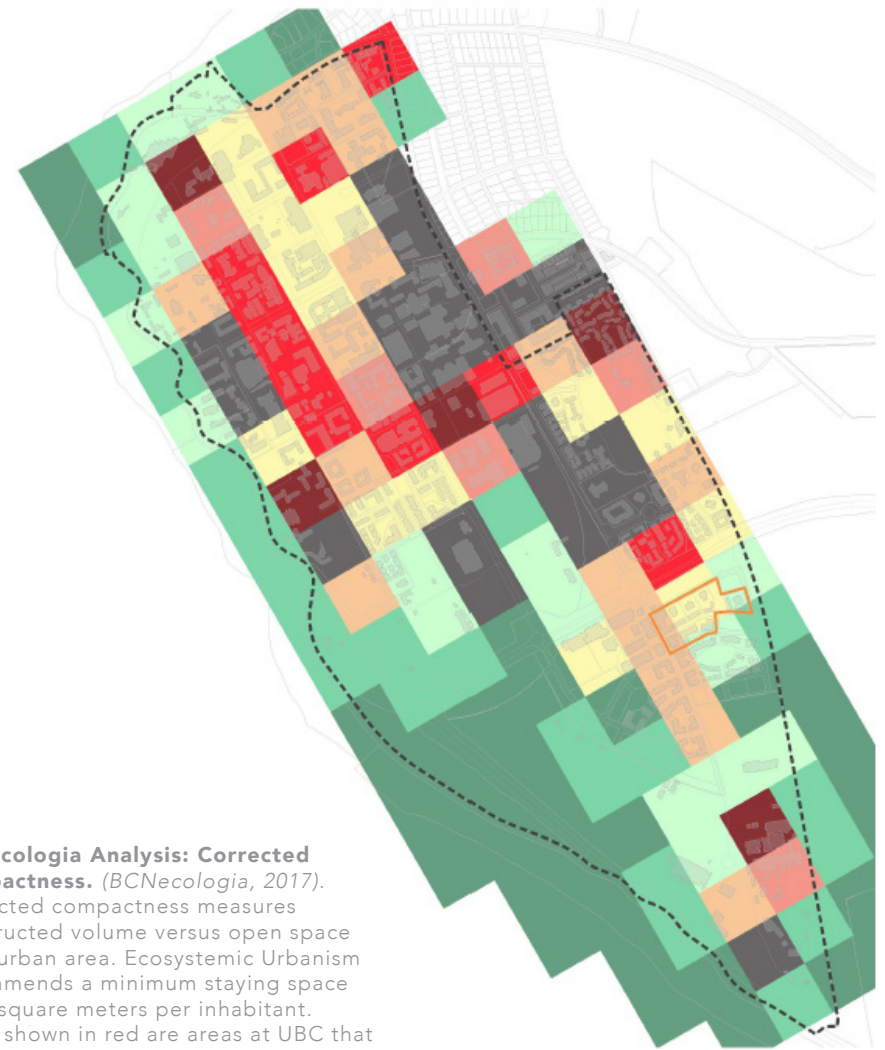 cologia Analysis: Corrected
pactness. (BCNecologia, 2017).
cted compactness measures
ructed volume versus open space
urban area. Ecosystemic Urbanism
mmends a minimum staying space
square meters per inhabitant.
shown in red are areas at UBC that